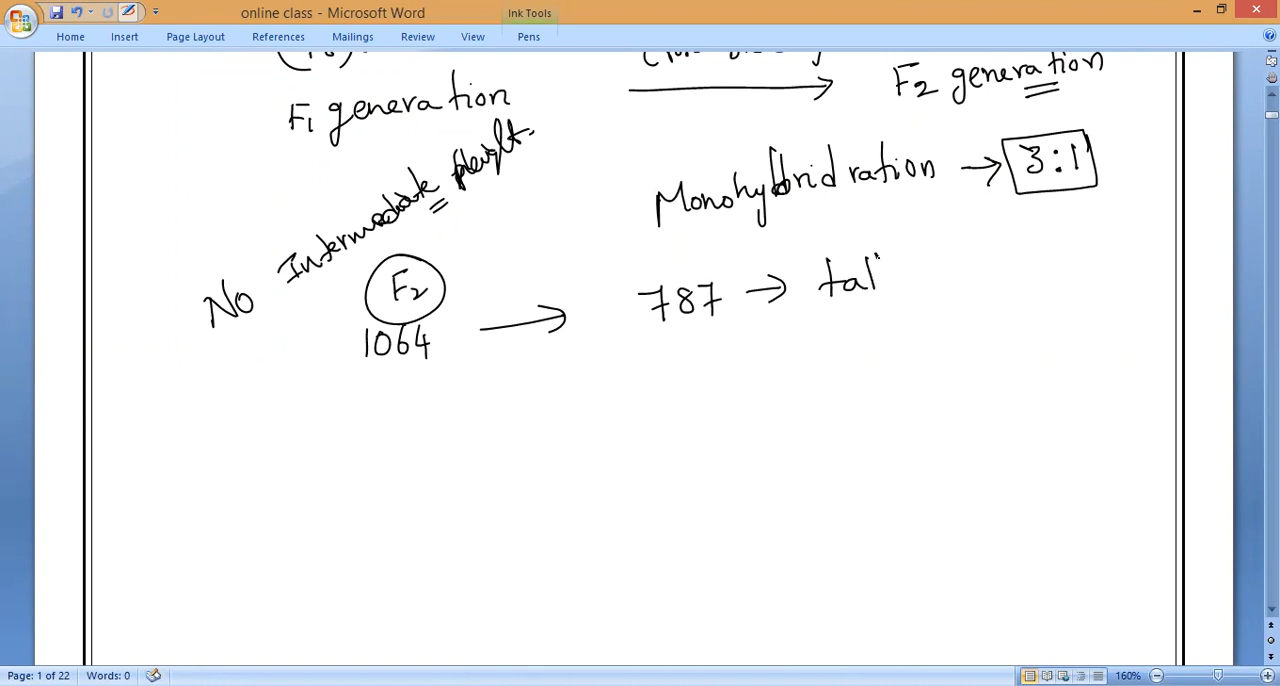 online class - Microsoft Word
Ink Tools
Home Insert Page Layout References Mailings Review View Pens
F1 generation
F2 generation
Monohybrid ration → 3:1
No Intermediate height.
F2
1064 → 787 → tal
Page: 1 of 22 Words: 0
160%